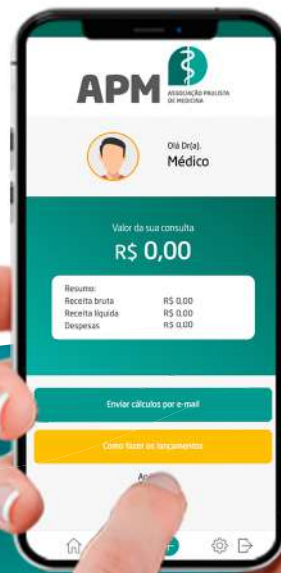 APM
ASSOCIAÇÃO PAULISTA
DE MEDICINA
Olá Dr(a).
Médico
Valor da sua consulta
R$ 0,00
Resumo:
Receita bruta R$ 0,00
Receita líquida R$ 0,00
Despesas R$ 0,00
Enviar cálculos por e-mail
Como fazer os lançamentos